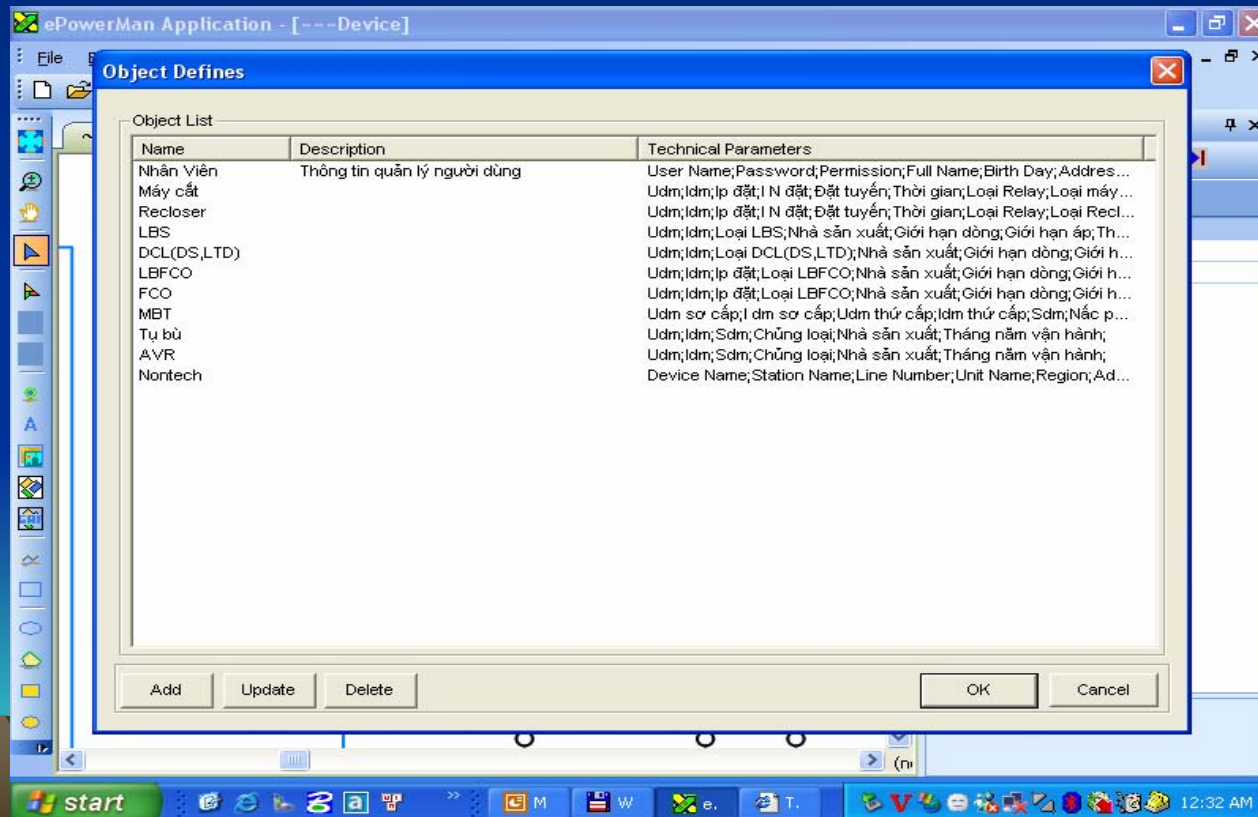 ePowerMan Application - [---Device]
File
Object Defines
Object List
Name Description Technical Parameters
Nhân Viên Thông tin quản lý người dùng User Name;Password;Permission;Full Name;Birth Day;Addres...
Máy cắt Udm;Idm;Ip đặt;I N đặt;Đặt tuyến;Thời gian;Loại Relay;Loại máy...
Recloser Udm;Idm;Ip đặt;I N đặt;Đặt tuyến;Thời gian;Loại Relay;Loại Recl...
LBS Udm;Idm;Loại LBS;Nhà sản xuất;Giới hạn dòng;Giới hạn áp;Th...
DCL(DS,LTD) Udm;Idm;Loại DCL(DS,LTD);Nhà sản xuất;Giới hạn dòng;Giới h...
LBFCO Udm;Idm;Ip đặt;Loại LBFCO;Nhà sản xuất;Giới hạn dòng;Giới h...
FCO Udm;Idm;Ip đặt;Loại FCO;Nhà sản xuất;Giới hạn dòng;Giới h...
MBT Udm sơ cấp;I dm sơ cấp;Udm thứ cấp;Idm thứ cấp;Sdm;Nấc p...
Tụ bù Udm;Idm;Sdm;Chủng loại;Nhà sản xuất;Tháng năm vận hành;
AVR Udm;Idm;Sdm;Chủng loại;Nhà sản xuất;Tháng năm vận hành;
Nontech Device Name;Station Name;Line Number;Unit Name;Region;Ad...
Add Update Delete OK Cancel
start M W e. T. 12:32 AM